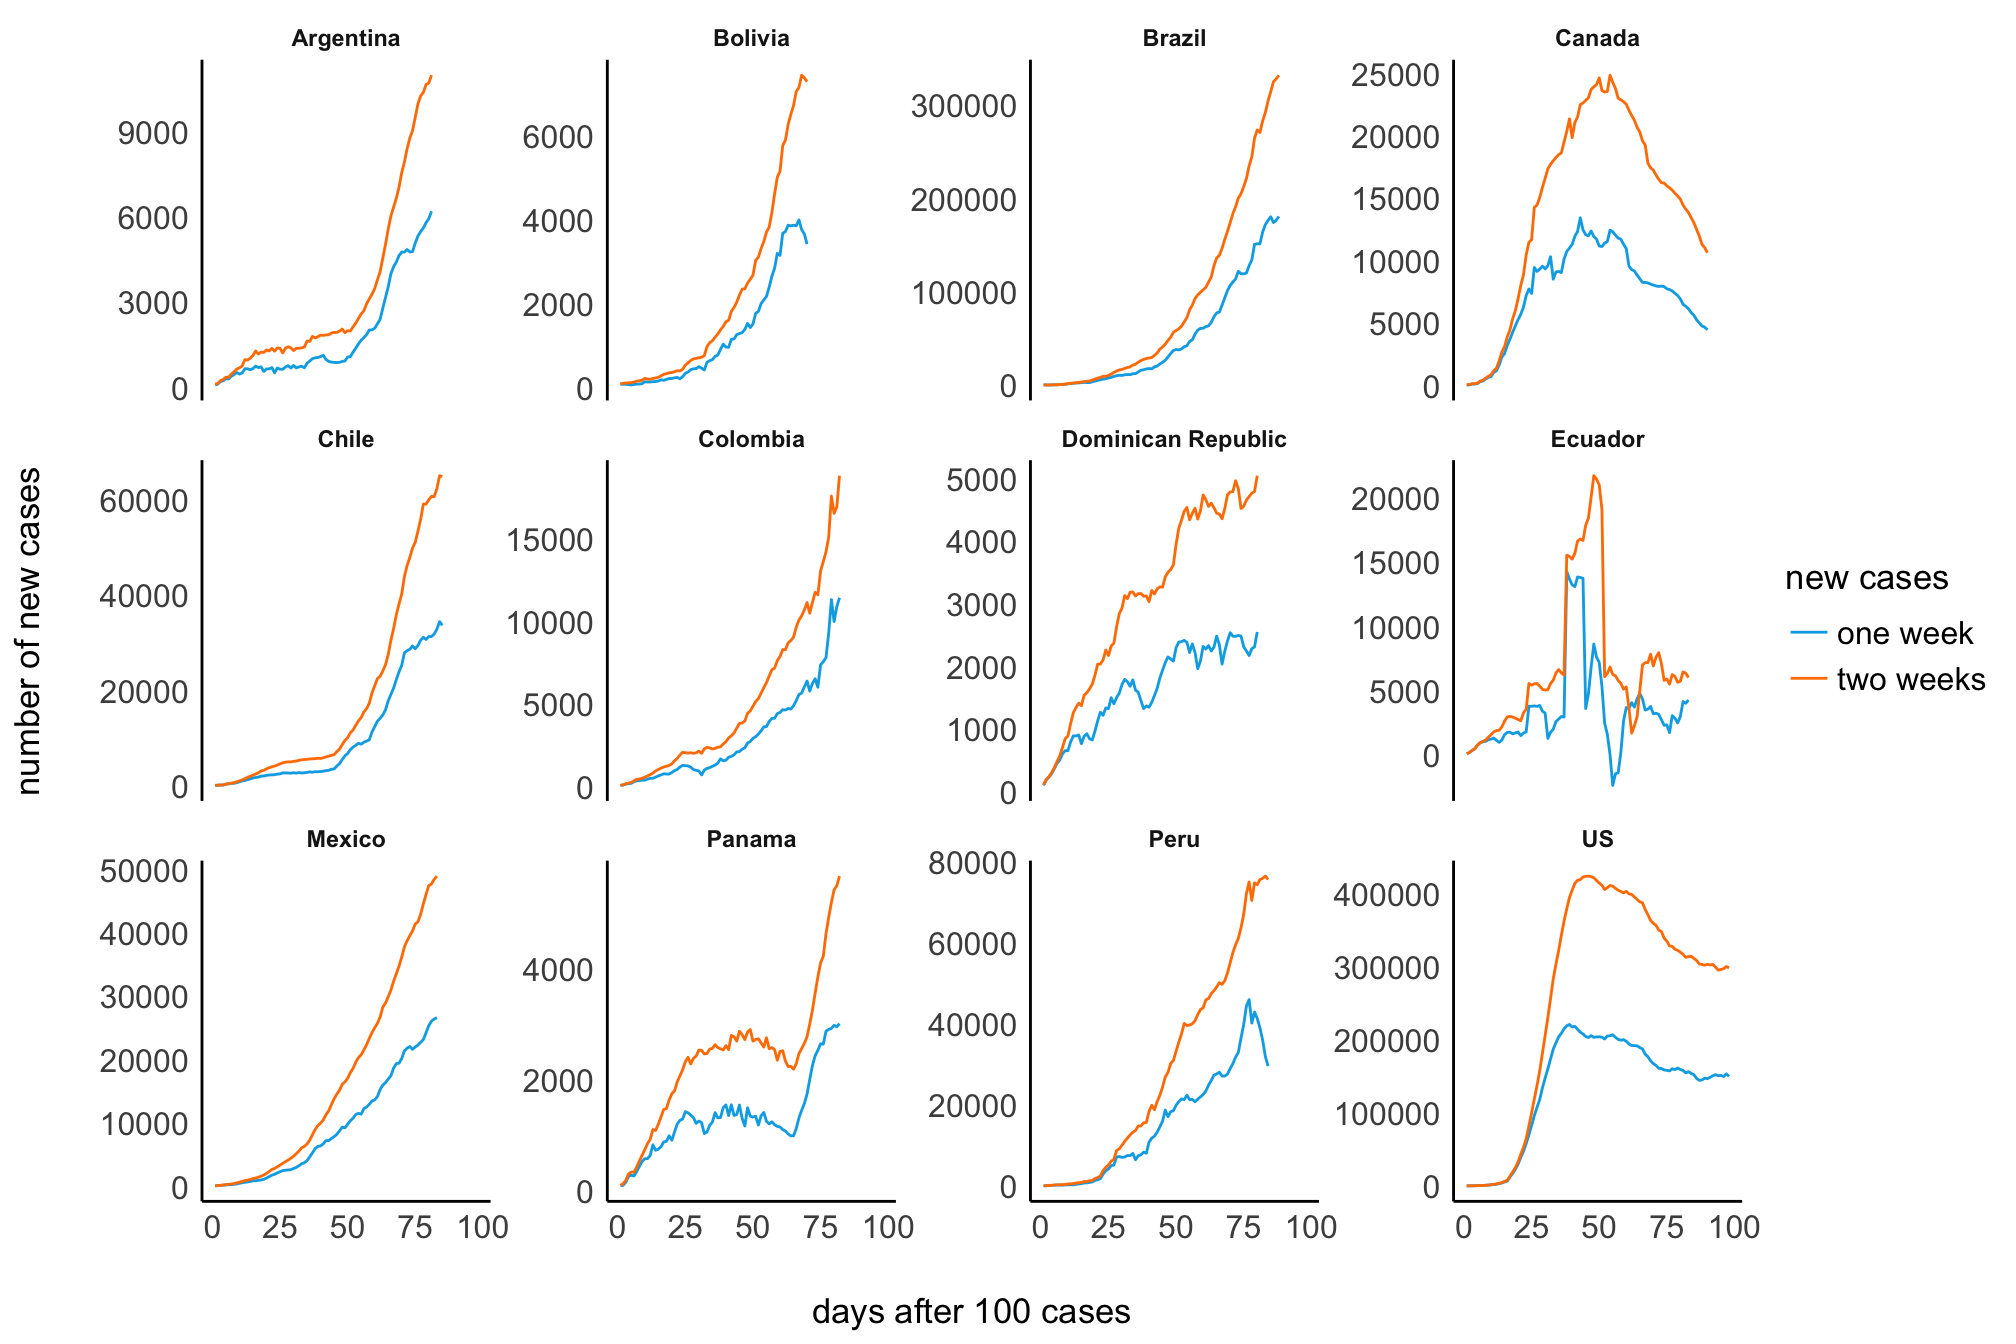 Argentina
Bolivia
Brazil
Canada
9000
6000
3000
0
6000
4000
2000
0
300000
200000
100000
0
25000
20000
15000
10000
5000
0
Chile
Colombia
Dominican Republic
Ecuador
60000
40000
20000
0
15000
10000
5000
0
5000
4000
3000
2000
1000
0
20000
15000
10000
5000
0
Mexico
Panama
Peru
US
50000
40000
30000
20000
10000
0
4000
2000
0
80000
60000
40000
20000
0
400000
300000
200000
100000
0
0 25 50 75 100
0 25 50 75 100
0 25 50 75 100
0 25 50 75 100
number of new cases
days after 100 cases
new cases
one week
two weeks